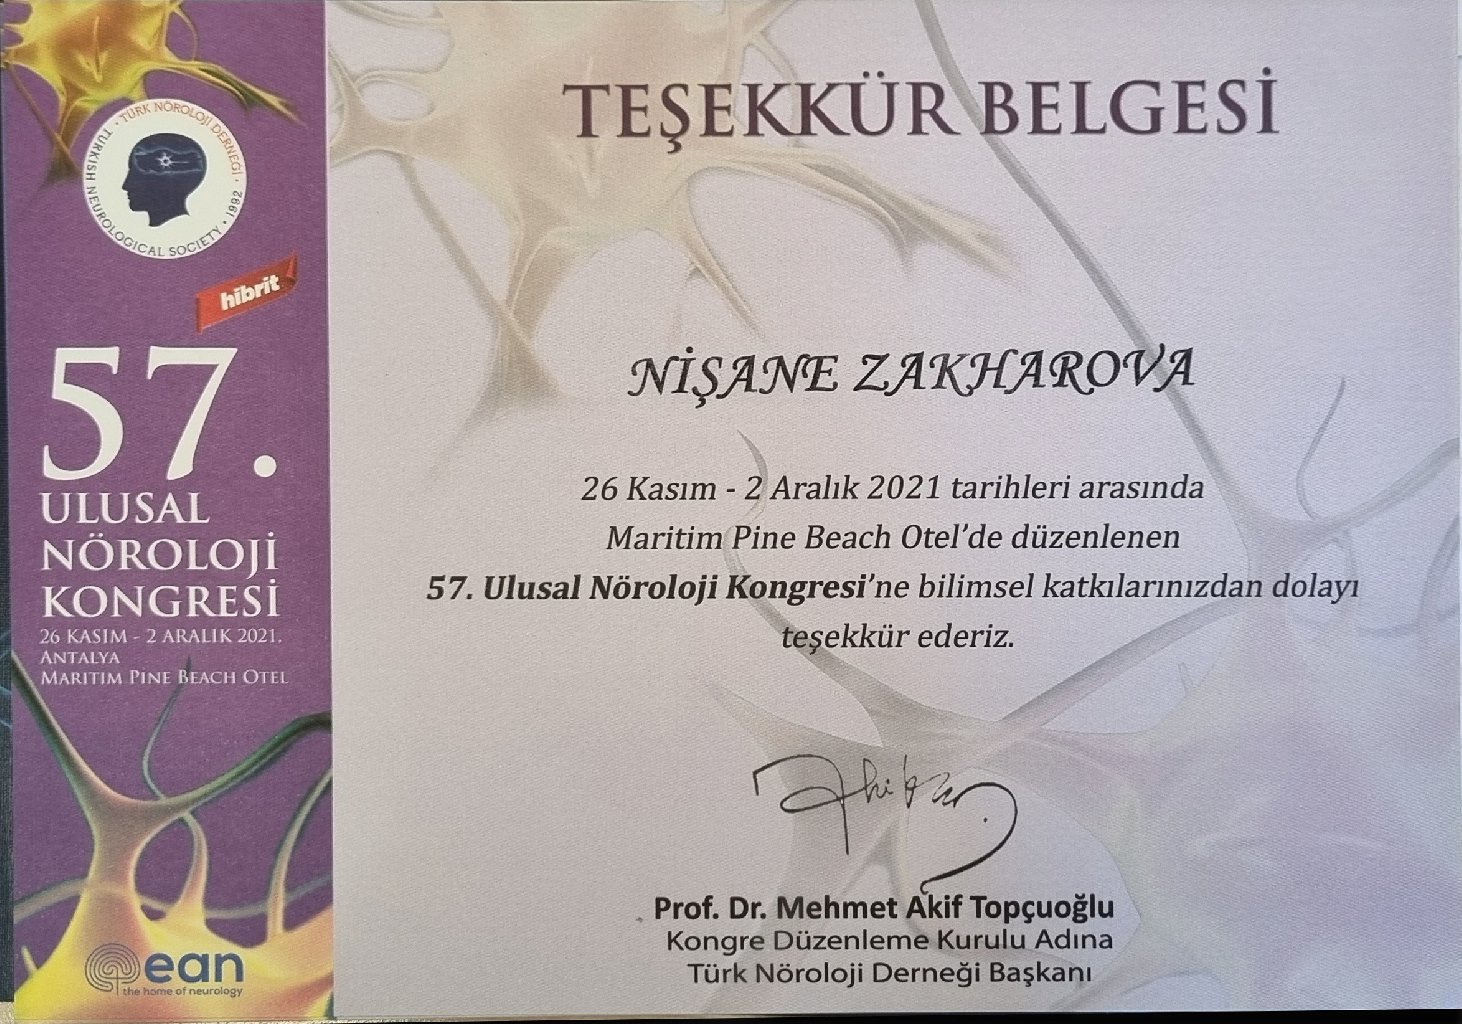 TÜRK NÖROLOJİ DERNEĞİ · 1992 · TURKISH NEUROLOGICAL SOCIETY ·
hibrit
57.
ULUSAL
NÖROLOJİ
KONGRESİ
26 KASIM - 2 ARALIK 2021.
ANTALYA
MARITIM PINE BEACH OTEL
ean
the home of neurology
TEŞEKKÜR BELGESİ
NİŞANE ZAKHAROVA
26 Kasım - 2 Aralık 2021 tarihleri arasında
Maritim Pine Beach Otel’de düzenlenen
57. Ulusal Nöroloji Kongresi’ne bilimsel katkılarınızdan dolayı
teşekkür ederiz.
Prof. Dr. Mehmet Akif Topçuoğlu
Kongre Düzenleme Kurulu Adına
Türk Nöroloji Derneği Başkanı